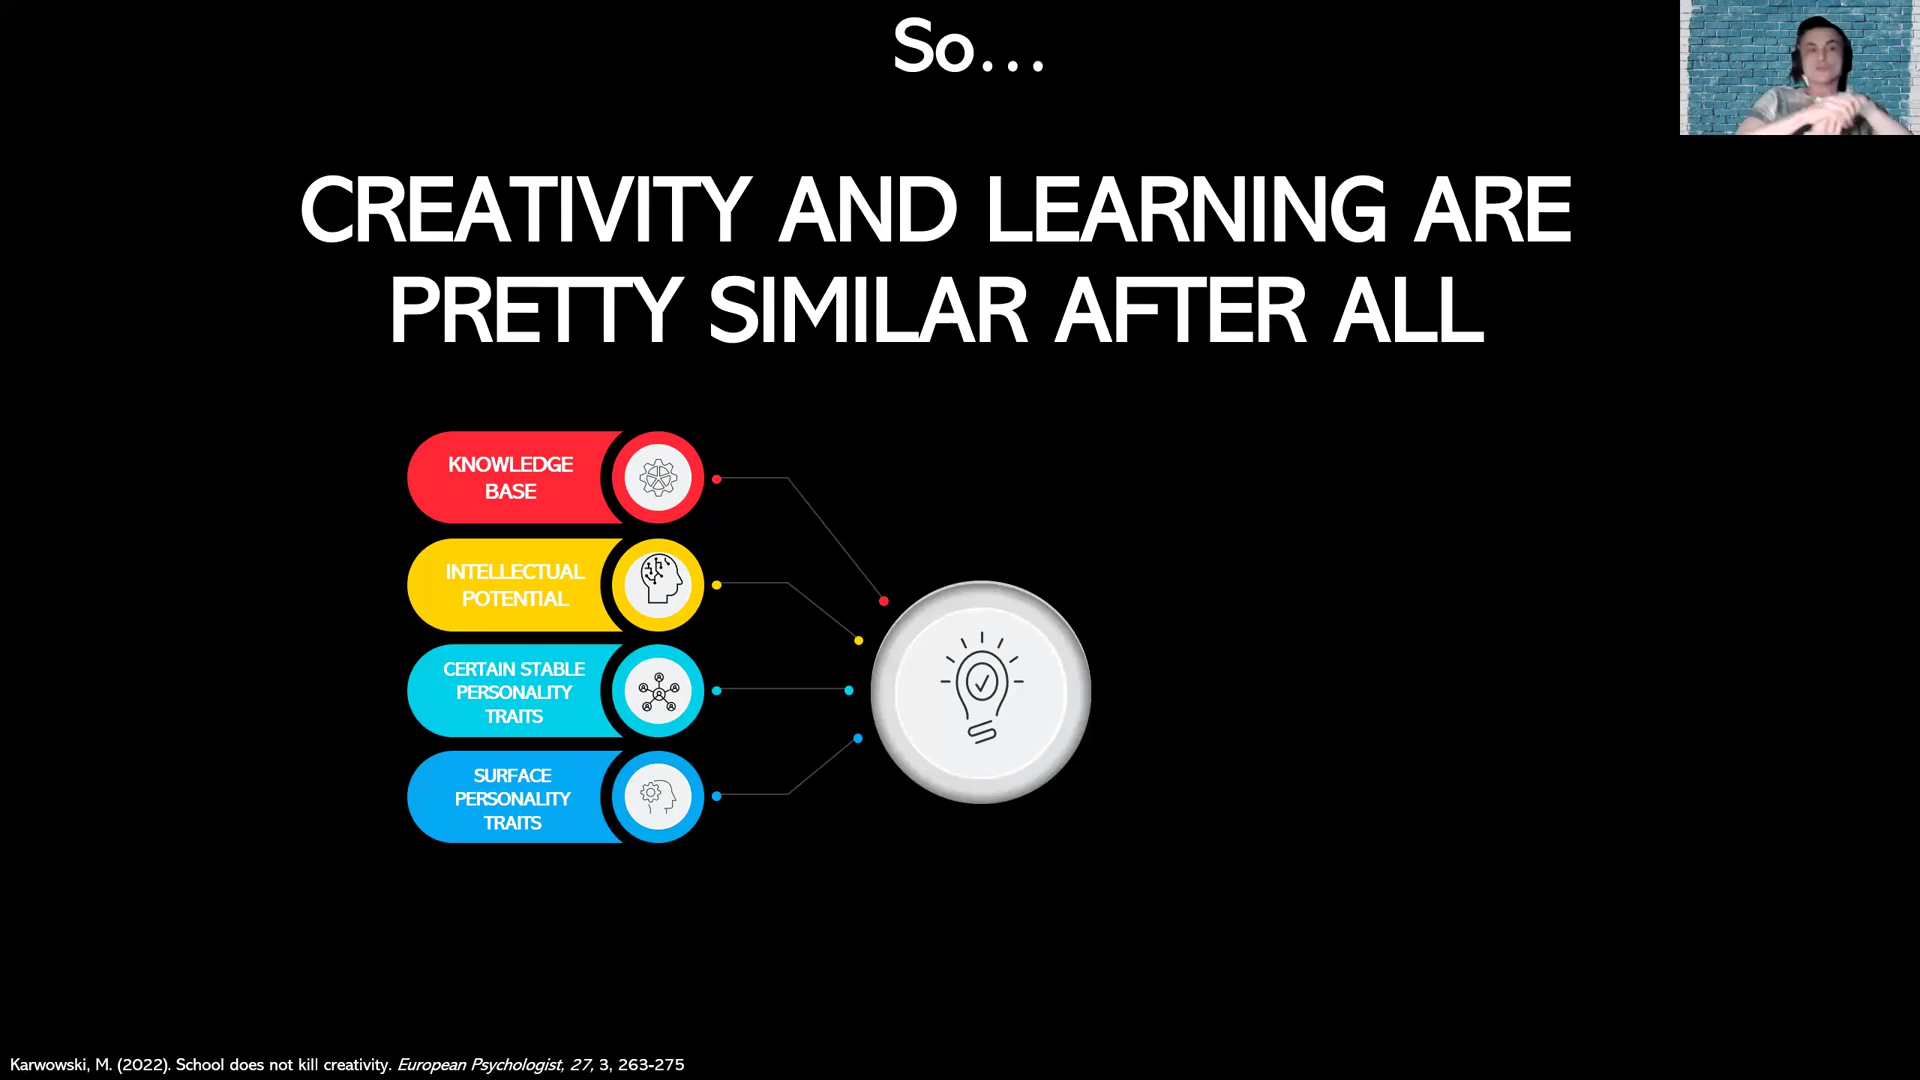 So...
CREATIVITY AND LEARNING ARE
PRETTY SIMILAR AFTER ALL
KNOWLEDGE
BASE
INTELLECTUAL
POTENTIAL
CERTAIN STABLE
PERSONALITY
TRAITS
SURFACE
PERSONALITY
TRAITS
Karwowski, M. (2022). School does not kill creativity. European Psychologist, 27, 3, 263-275